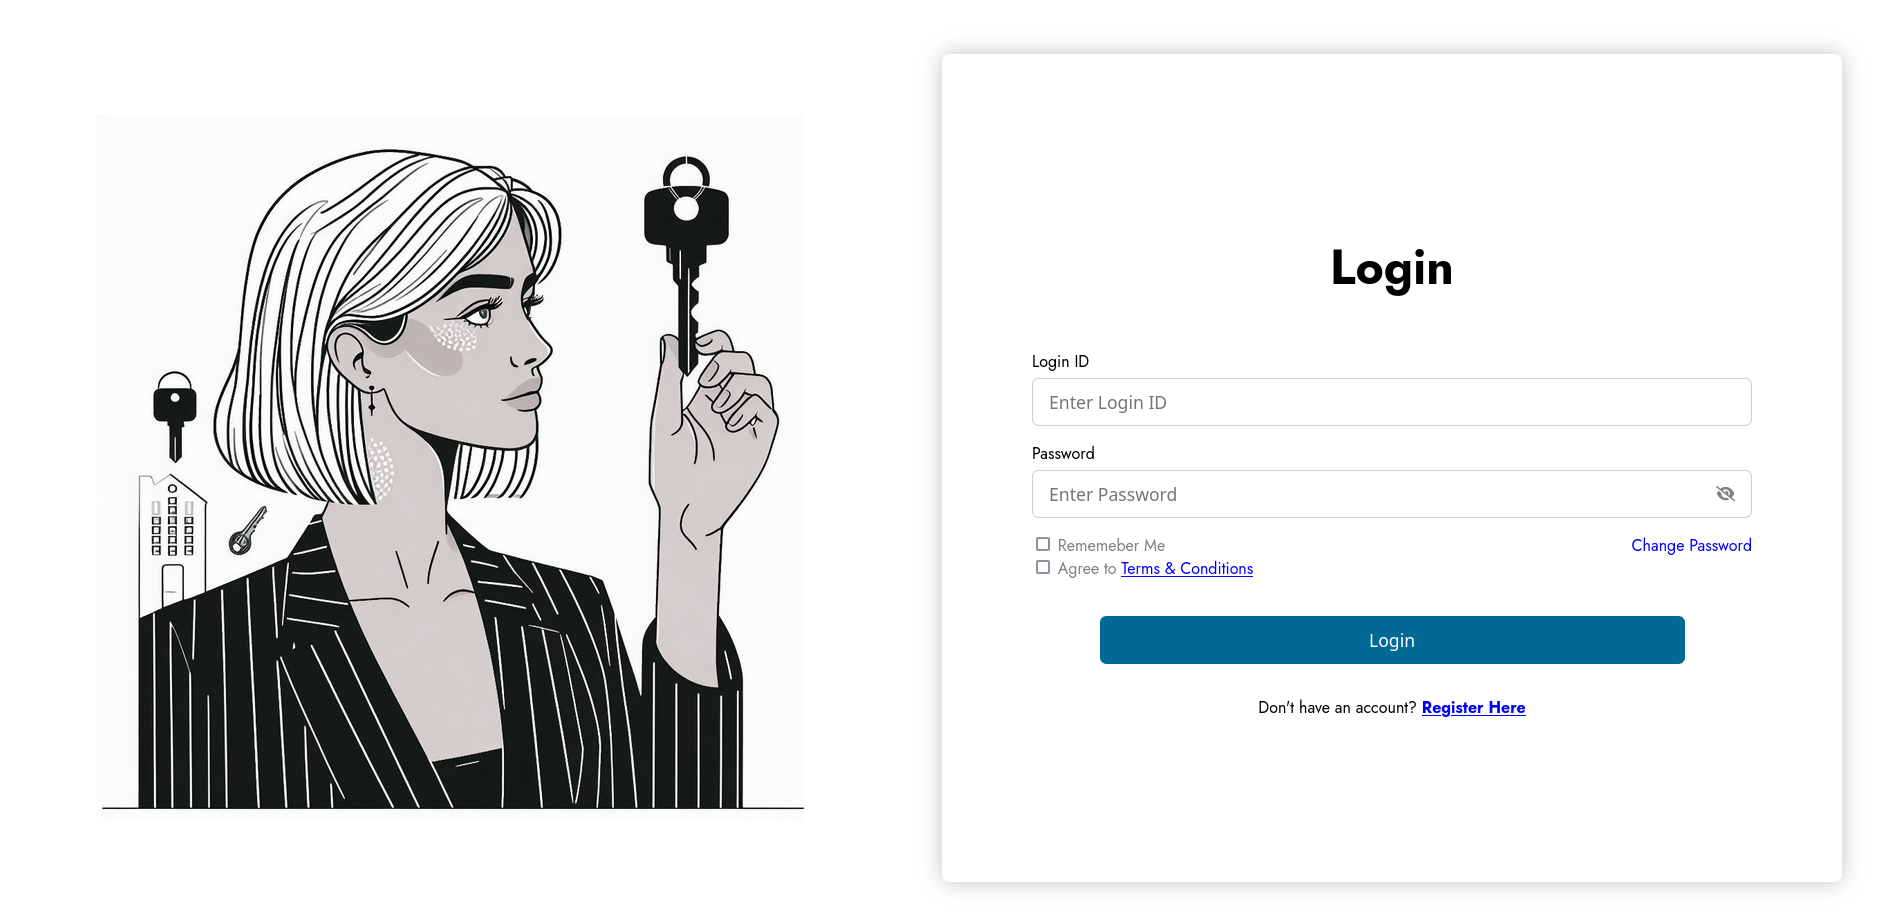 Login
Login ID
Enter Login ID
Password
Enter Password
Rememeber Me
Change Password
Agree to Terms & Conditions
Login
Don't have an account? Register Here